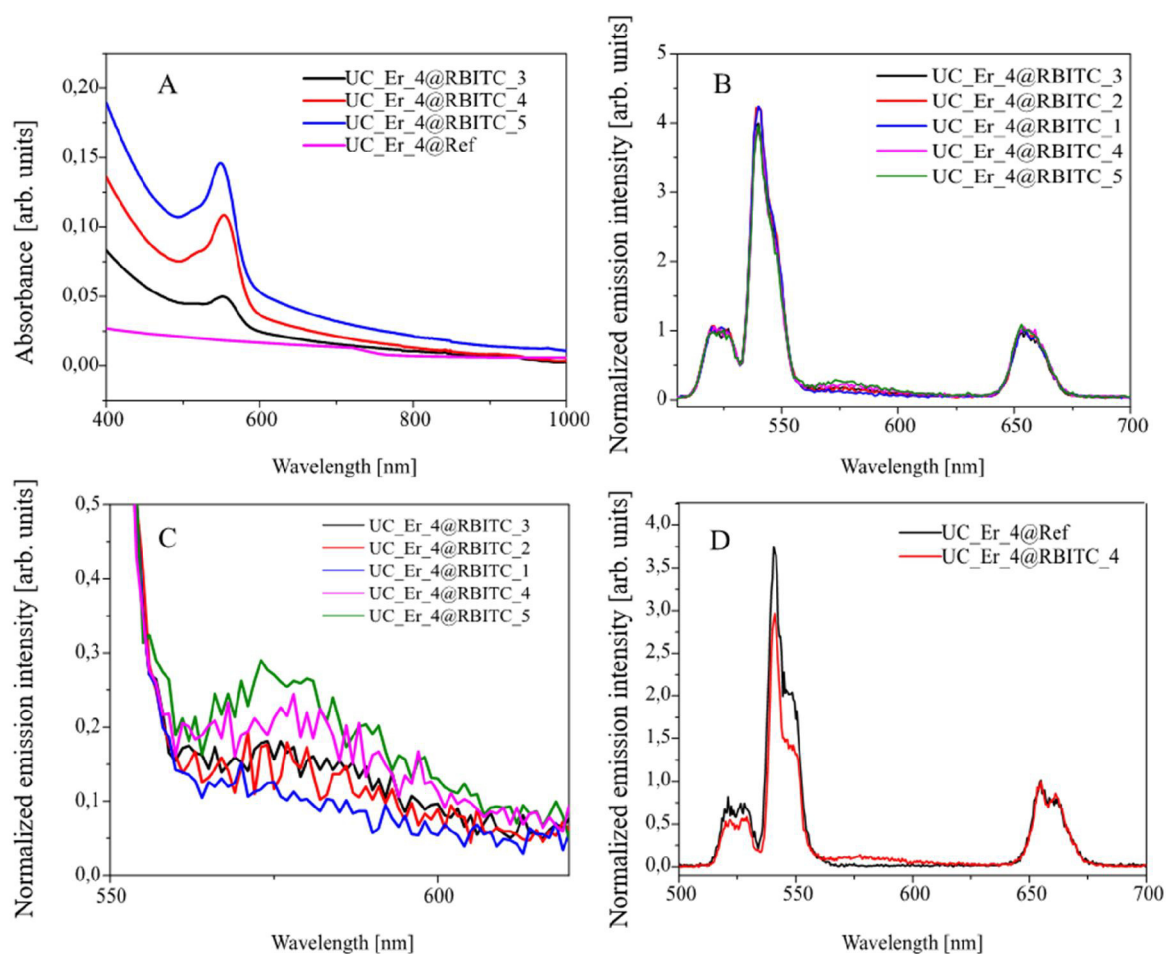 A
UC_Er_4@RBITC_3
UC_Er_4@RBITC_4
UC_Er_4@RBITC_5
UC_Er_4@Ref
0,20
0,15
0,10
0,05
0,00
Absorbance [arb. units]
400 600 800 1000
Wavelength [nm]
B
UC_Er_4@RBITC_3
UC_Er_4@RBITC_2
UC_Er_4@RBITC_1
UC_Er_4@RBITC_4
UC_Er_4@RBITC_5
5
4
3
2
1
0
Normalized emission intensity [arb. units]
550 600 650 700
Wavelength [nm]
C
UC_Er_4@RBITC_3
UC_Er_4@RBITC_2
UC_Er_4@RBITC_1
UC_Er_4@RBITC_4
UC_Er_4@RBITC_5
0,5
0,4
0,3
0,2
0,1
0,0
Normalized emission intensity [arb. units]
550 600
Wavelength [nm]
D
UC_Er_4@Ref
UC_Er_4@RBITC_4
4,0
3,5
3,0
2,5
2,0
1,5
1,0
0,5
0,0
Normalized emission intensity [arb. units]
500 550 600 650 700
Wavelength [nm]